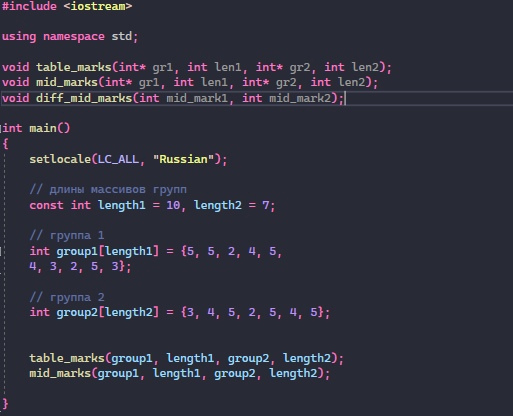 #include <iostream>
using namespace std;
void table_marks(int* gr1, int len1, int* gr2, int len2);
void mid_marks(int* gr1, int len1, int* gr2, int len2);
void diff_mid_marks(int mid_mark1, int mid_mark2);
int main()
{
    setlocale(LC_ALL, "Russian");
    // длины массивов групп
    const int length1 = 10, length2 = 7;
    // группа 1
    int group1[length1] = {5, 5, 2, 4, 5,
    4, 3, 2, 5, 3};
    // группа 2
    int group2[length2] = {3, 4, 5, 2, 5, 4, 5};
    table_marks(group1, length1, group2, length2);
    mid_marks(group1, length1, group2, length2);
}